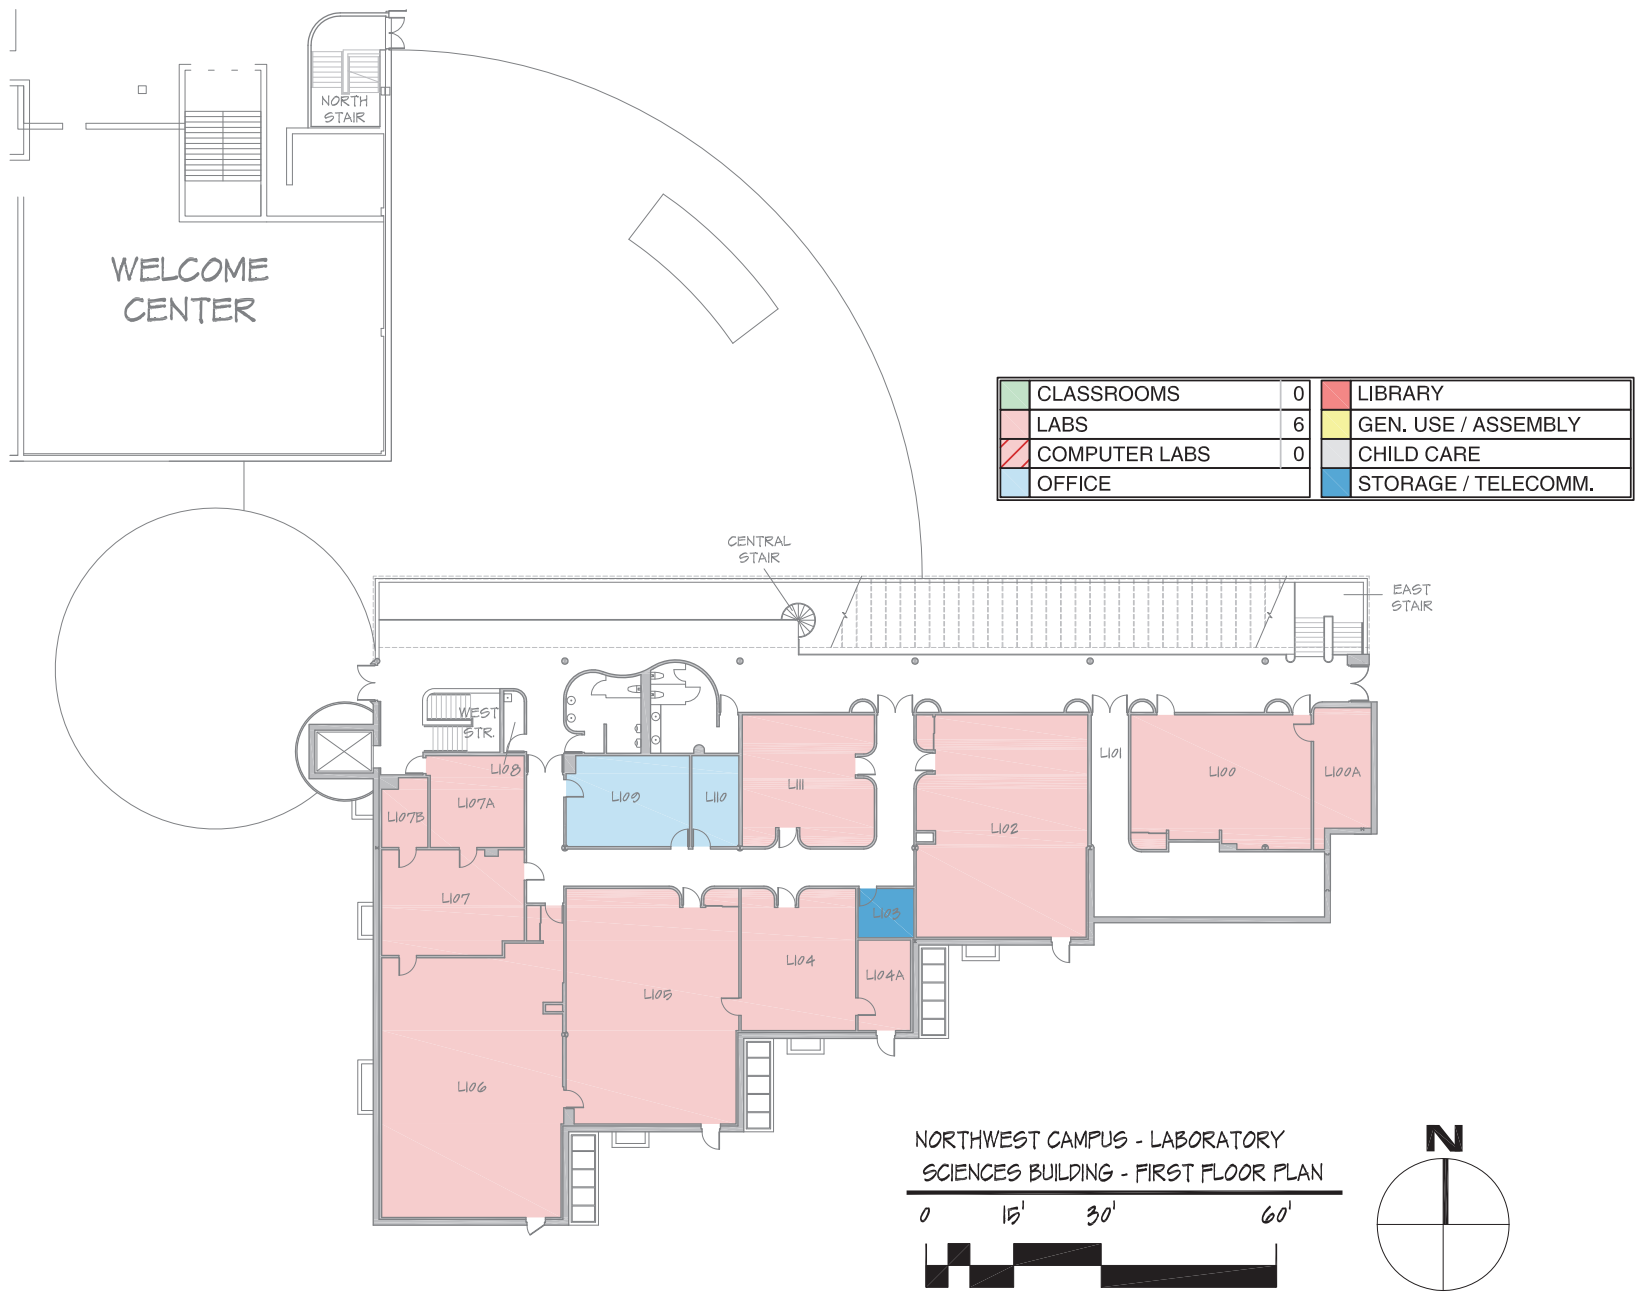 NORTH
STAIR
WELCOME
CENTER
CLASSROOMS 0
LABS 6
COMPUTER LABS 0
OFFICE
LIBRARY
GEN. USE / ASSEMBLY
CHILD CARE
STORAGE / TELECOMM.
CENTRAL
STAIR
EAST
STAIR
WEST
STR.
L108
L101
L100
L100A
L109
L110
L111
L107A
L107B
L102
L107
L103
L104
L104A
L105
L106
NORTHWEST CAMPUS - LABORATORY
SCIENCES BUILDING - FIRST FLOOR PLAN
0 15' 30' 60'
N